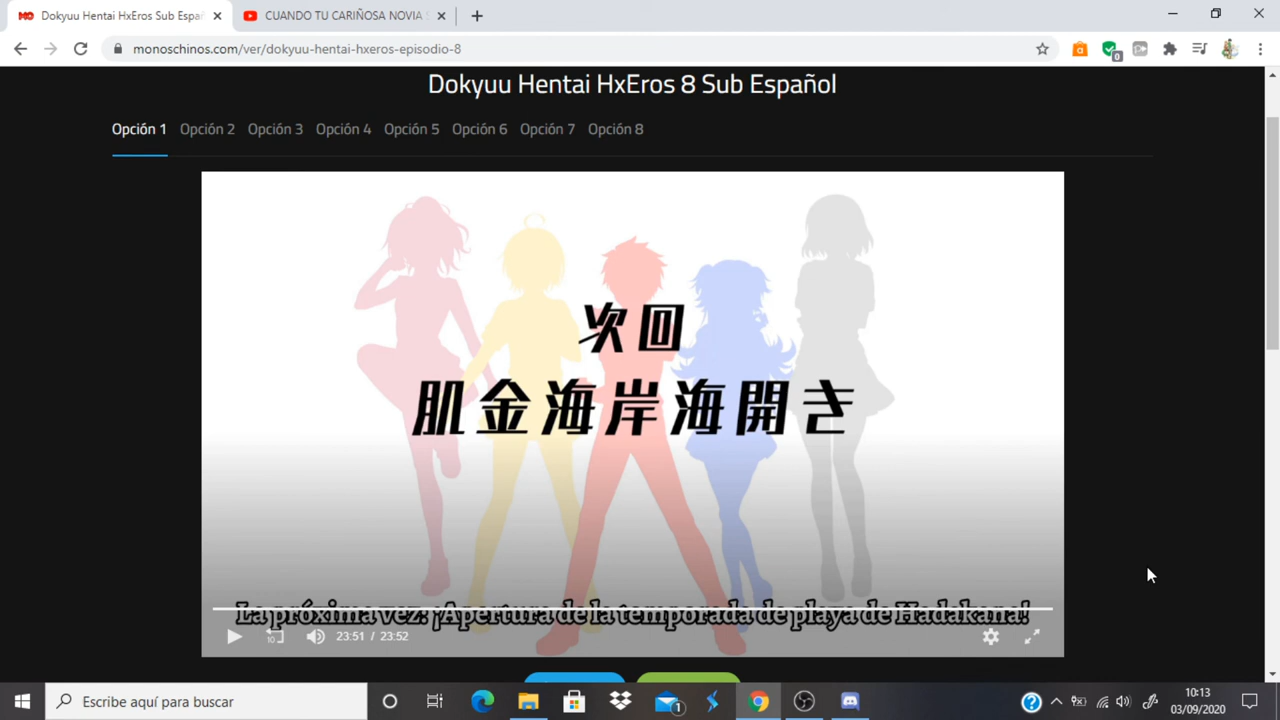 Dokyuu Hentai HxEros Sub Españ
CUANDO TU CARIÑOSA NOVIA
monoschinos.com/ver/dokyuu-hentai-hxeros-episodio-8
0
Dokyuu Hentai HxEros 8 Sub Español
Opción 1 Opción 2 Opción 3 Opción 4 Opción 5 Opción 6 Opción 7 Opción 8
次回
肌金海岸海開き
La próxima vez: ¡Apertura de la temporada de playa de Hadakana!
10 23:51 / 23:52
Escribe aquí para buscar
1
10:13
03/09/2020